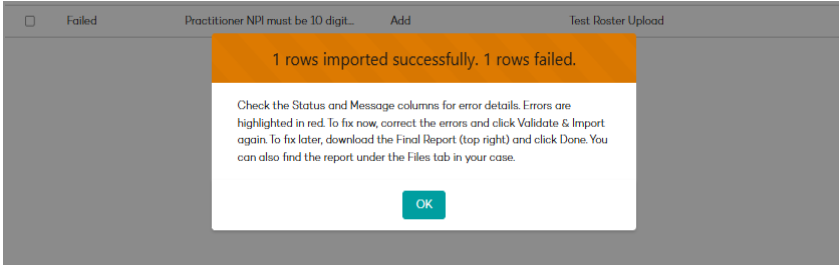 Failed Practitioner NPI must be 10 digit... Add Test Roster Upload
1 rows imported successfully. 1 rows failed.
Check the Status and Message columns for error details. Errors are
highlighted in red. To fix now, correct the errors and click Validate & Import
again. To fix later, download the Final Report (top right) and click Done. You
can also find the report under the Files tab in your case.
OK